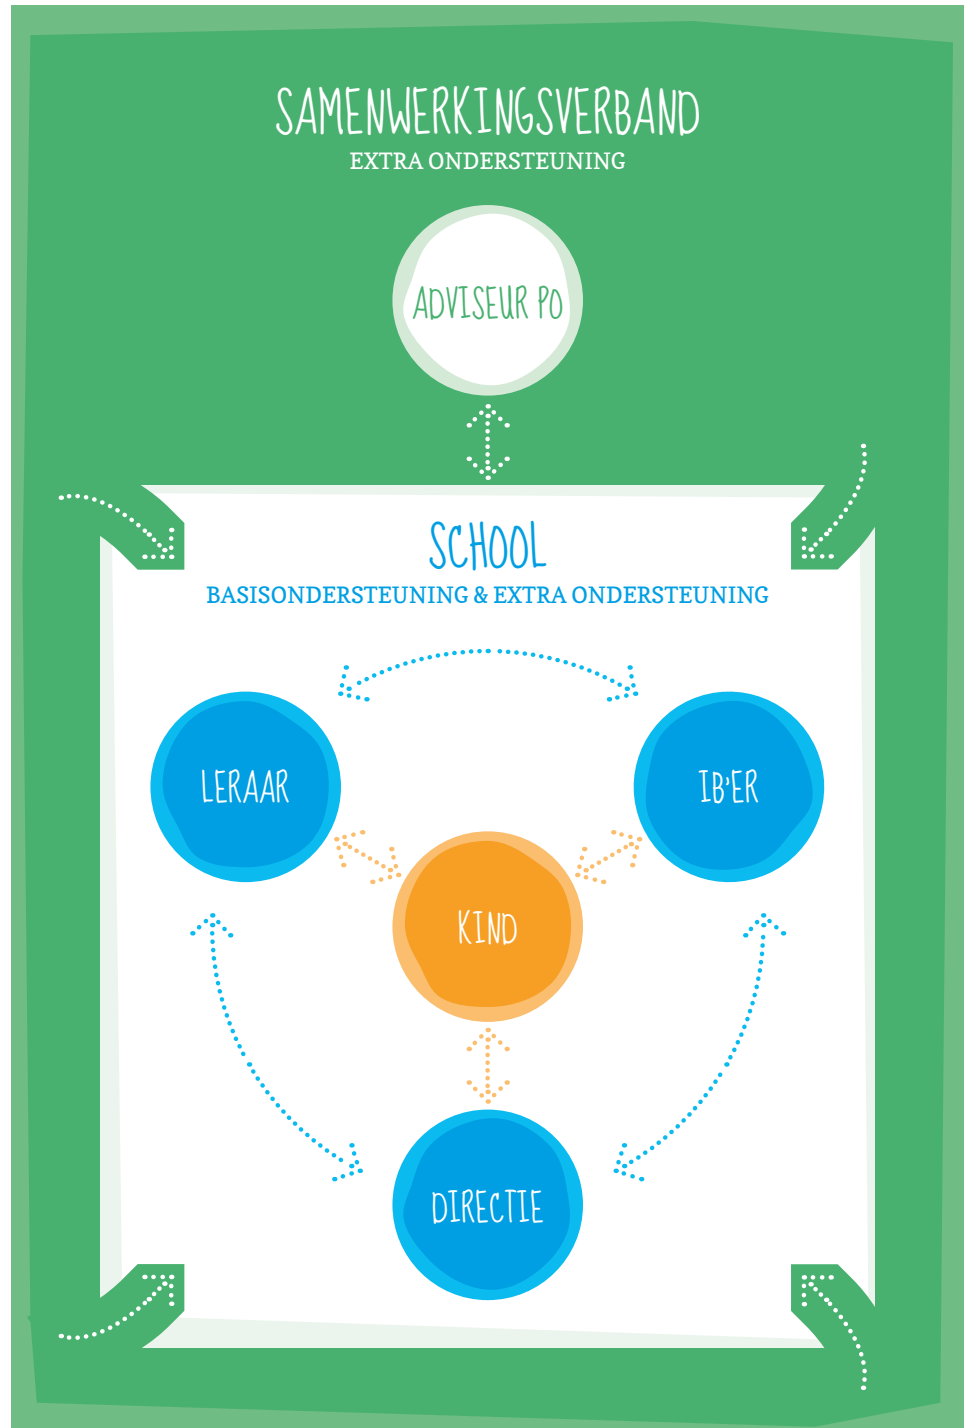 SAMENWERKINGSVERBAND
EXTRA ONDERSTEUNING
ADVISEUR PO
SCHOOL
BASISONDERSTEUNING & EXTRA ONDERSTEUNING
LERAAR
IB'ER
KIND
DIRECTIE